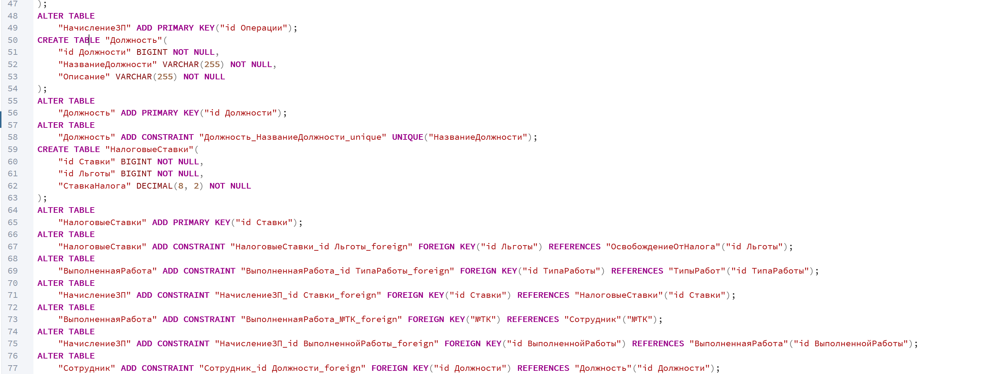 47 );
48 ALTER TABLE
49 "НачислениеЗП" ADD PRIMARY KEY("id Операции");
50 CREATE TABLE "Должность"(
51 "id Должности" BIGINT NOT NULL,
52 "НазваниеДолжности" VARCHAR(255) NOT NULL,
53 "Описание" VARCHAR(255) NOT NULL
54 );
55 ALTER TABLE
56 "Должность" ADD PRIMARY KEY("id Должности");
57 ALTER TABLE
58 "Должность" ADD CONSTRAINT "Должность_НазваниеДолжности_unique" UNIQUE("НазваниеДолжности");
59 CREATE TABLE "НалоговыеСтавки"(
60 "id Ставки" BIGINT NOT NULL,
61 "id Льготы" BIGINT NOT NULL,
62 "СтавкаНалога" DECIMAL(8, 2) NOT NULL
63 );
64 ALTER TABLE
65 "НалоговыеСтавки" ADD PRIMARY KEY("id Ставки");
66 ALTER TABLE
67 "НалоговыеСтавки" ADD CONSTRAINT "НалоговыеСтавки_id Льготы_foreign" FOREIGN KEY("id Льготы") REFERENCES "ОсвобождениеОтНалога"("id Льготы");
68 ALTER TABLE
69 "ВыполненнаяРабота" ADD CONSTRAINT "ВыполненнаяРабота_id ТипаРаботы_foreign" FOREIGN KEY("id ТипаРаботы") REFERENCES "ТипыРабот"("id ТипаРаботы");
70 ALTER TABLE
71 "НачислениеЗП" ADD CONSTRAINT "НачислениеЗП_id Ставки_foreign" FOREIGN KEY("id Ставки") REFERENCES "НалоговыеСтавки"("id Ставки");
72 ALTER TABLE
73 "ВыполненнаяРабота" ADD CONSTRAINT "ВыполненнаяРабота_№ТК_foreign" FOREIGN KEY("№ТК") REFERENCES "Сотрудник"("№ТК");
74 ALTER TABLE
75 "НачислениеЗП" ADD CONSTRAINT "НачислениеЗП_id ВыполненнойРаботы_foreign" FOREIGN KEY("id ВыполненнойРаботы") REFERENCES "ВыполненнаяРабота"("id ВыполненнойРаботы");
76 ALTER TABLE
77 "Сотрудник" ADD CONSTRAINT "Сотрудник_id Должности_foreign" FOREIGN KEY("id Должности") REFERENCES "Должность"("id Должности");